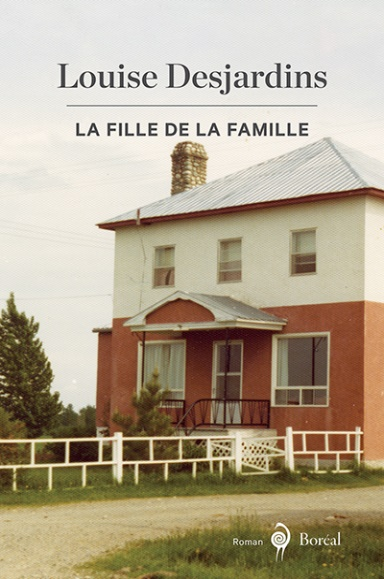 Louise Desjardins
LA FILLE DE LA FAMILLE
Roman Boréal